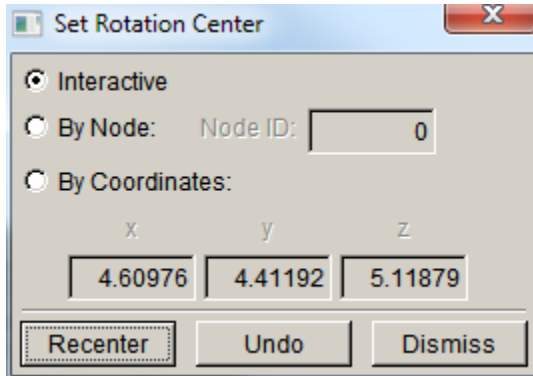 Set Rotation Center
Interactive
By Node: Node ID: 0
By Coordinates:
x y z
4.60976 4.41192 5.11879
Recenter Undo Dismiss